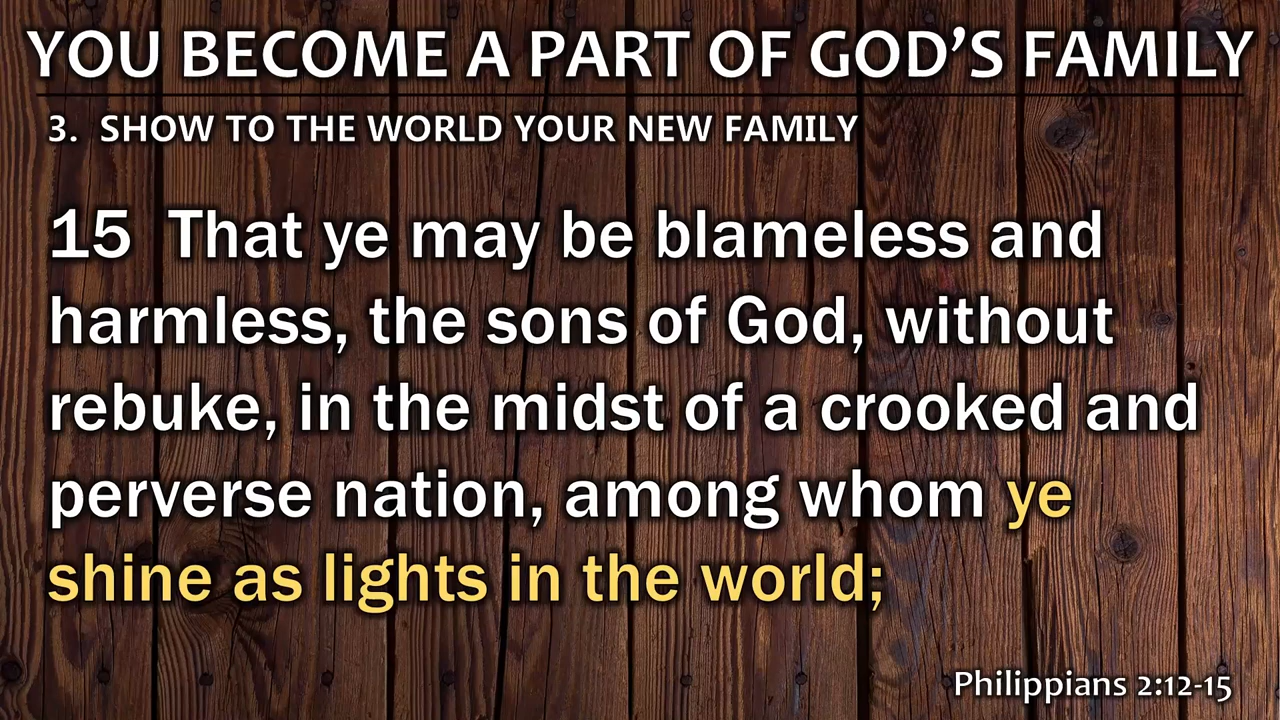 YOU BECOME A PART OF GOD’S FAMILY
3. SHOW TO THE WORLD YOUR NEW FAMILY
15 That ye may be blameless and
harmless, the sons of God, without
rebuke, in the midst of a crooked and
perverse nation, among whom ye
shine as lights in the world;
Philippians 2:12-15